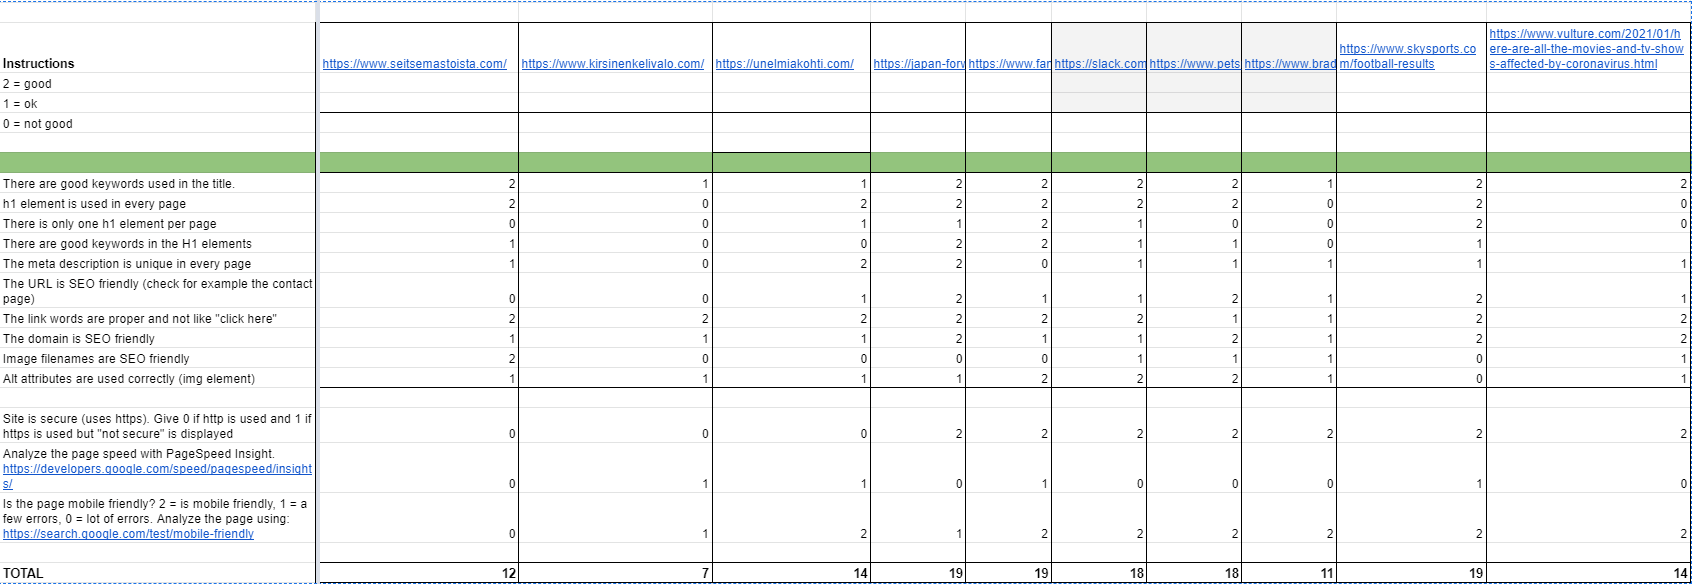 https://www.vulture.com/2021/01/h
https://www.skysports.co ere-are-all-the-movies-and-tv-show
Instructions https://www.seitsemastoista.com/ https://www.kirsinenkelivalo.com/ https://unelmiakohti.com/ https://japan-forw https://www.far https://slack.com https://www.pets https://www.brad m/football-results s-affected-by-coronavirus.html
2 = good
1 = ok
0 = not good
There are good keywords used in the title. 2 1 1 2 2 2 2 1 2 2
h1 element is used in every page 2 0 2 2 2 2 2 0 2 0
There is only one h1 element per page 0 0 1 1 2 1 0 0 2 0
There are good keywords in the H1 elements 1 0 0 2 2 1 1 0 1
The meta description is unique in every page 1 0 2 2 0 1 1 1 1 1
The URL is SEO friendly (check for example the contact
page) 0 0 1 2 1 1 2 1 2 1
The link words are proper and not like "click here" 2 2 2 2 2 2 1 1 2 2
The domain is SEO friendly 1 1 1 2 1 1 2 1 2 2
Image filenames are SEO friendly 2 0 0 0 0 1 1 1 0 1
Alt attributes are used correctly (img element) 1 1 1 1 2 2 2 1 0 1
Site is secure (uses https). Give 0 if http is used and 1 if
https is used but "not secure" is displayed 0 0 0 2 2 2 2 2 2 2
Analyze the page speed with PageSpeed Insight.
https://developers.google.com/speed/pagespeed/insight
s/ 0 1 1 0 1 0 0 0 1 0
Is the page mobile friendly? 2 = is mobile friendly, 1 = a
few errors, 0 = lot of errors. Analyze the page using:
https://search.google.com/test/mobile-friendly 0 1 2 1 2 2 2 2 2 2
TOTAL 12 7 14 19 19 18 18 11 19 14